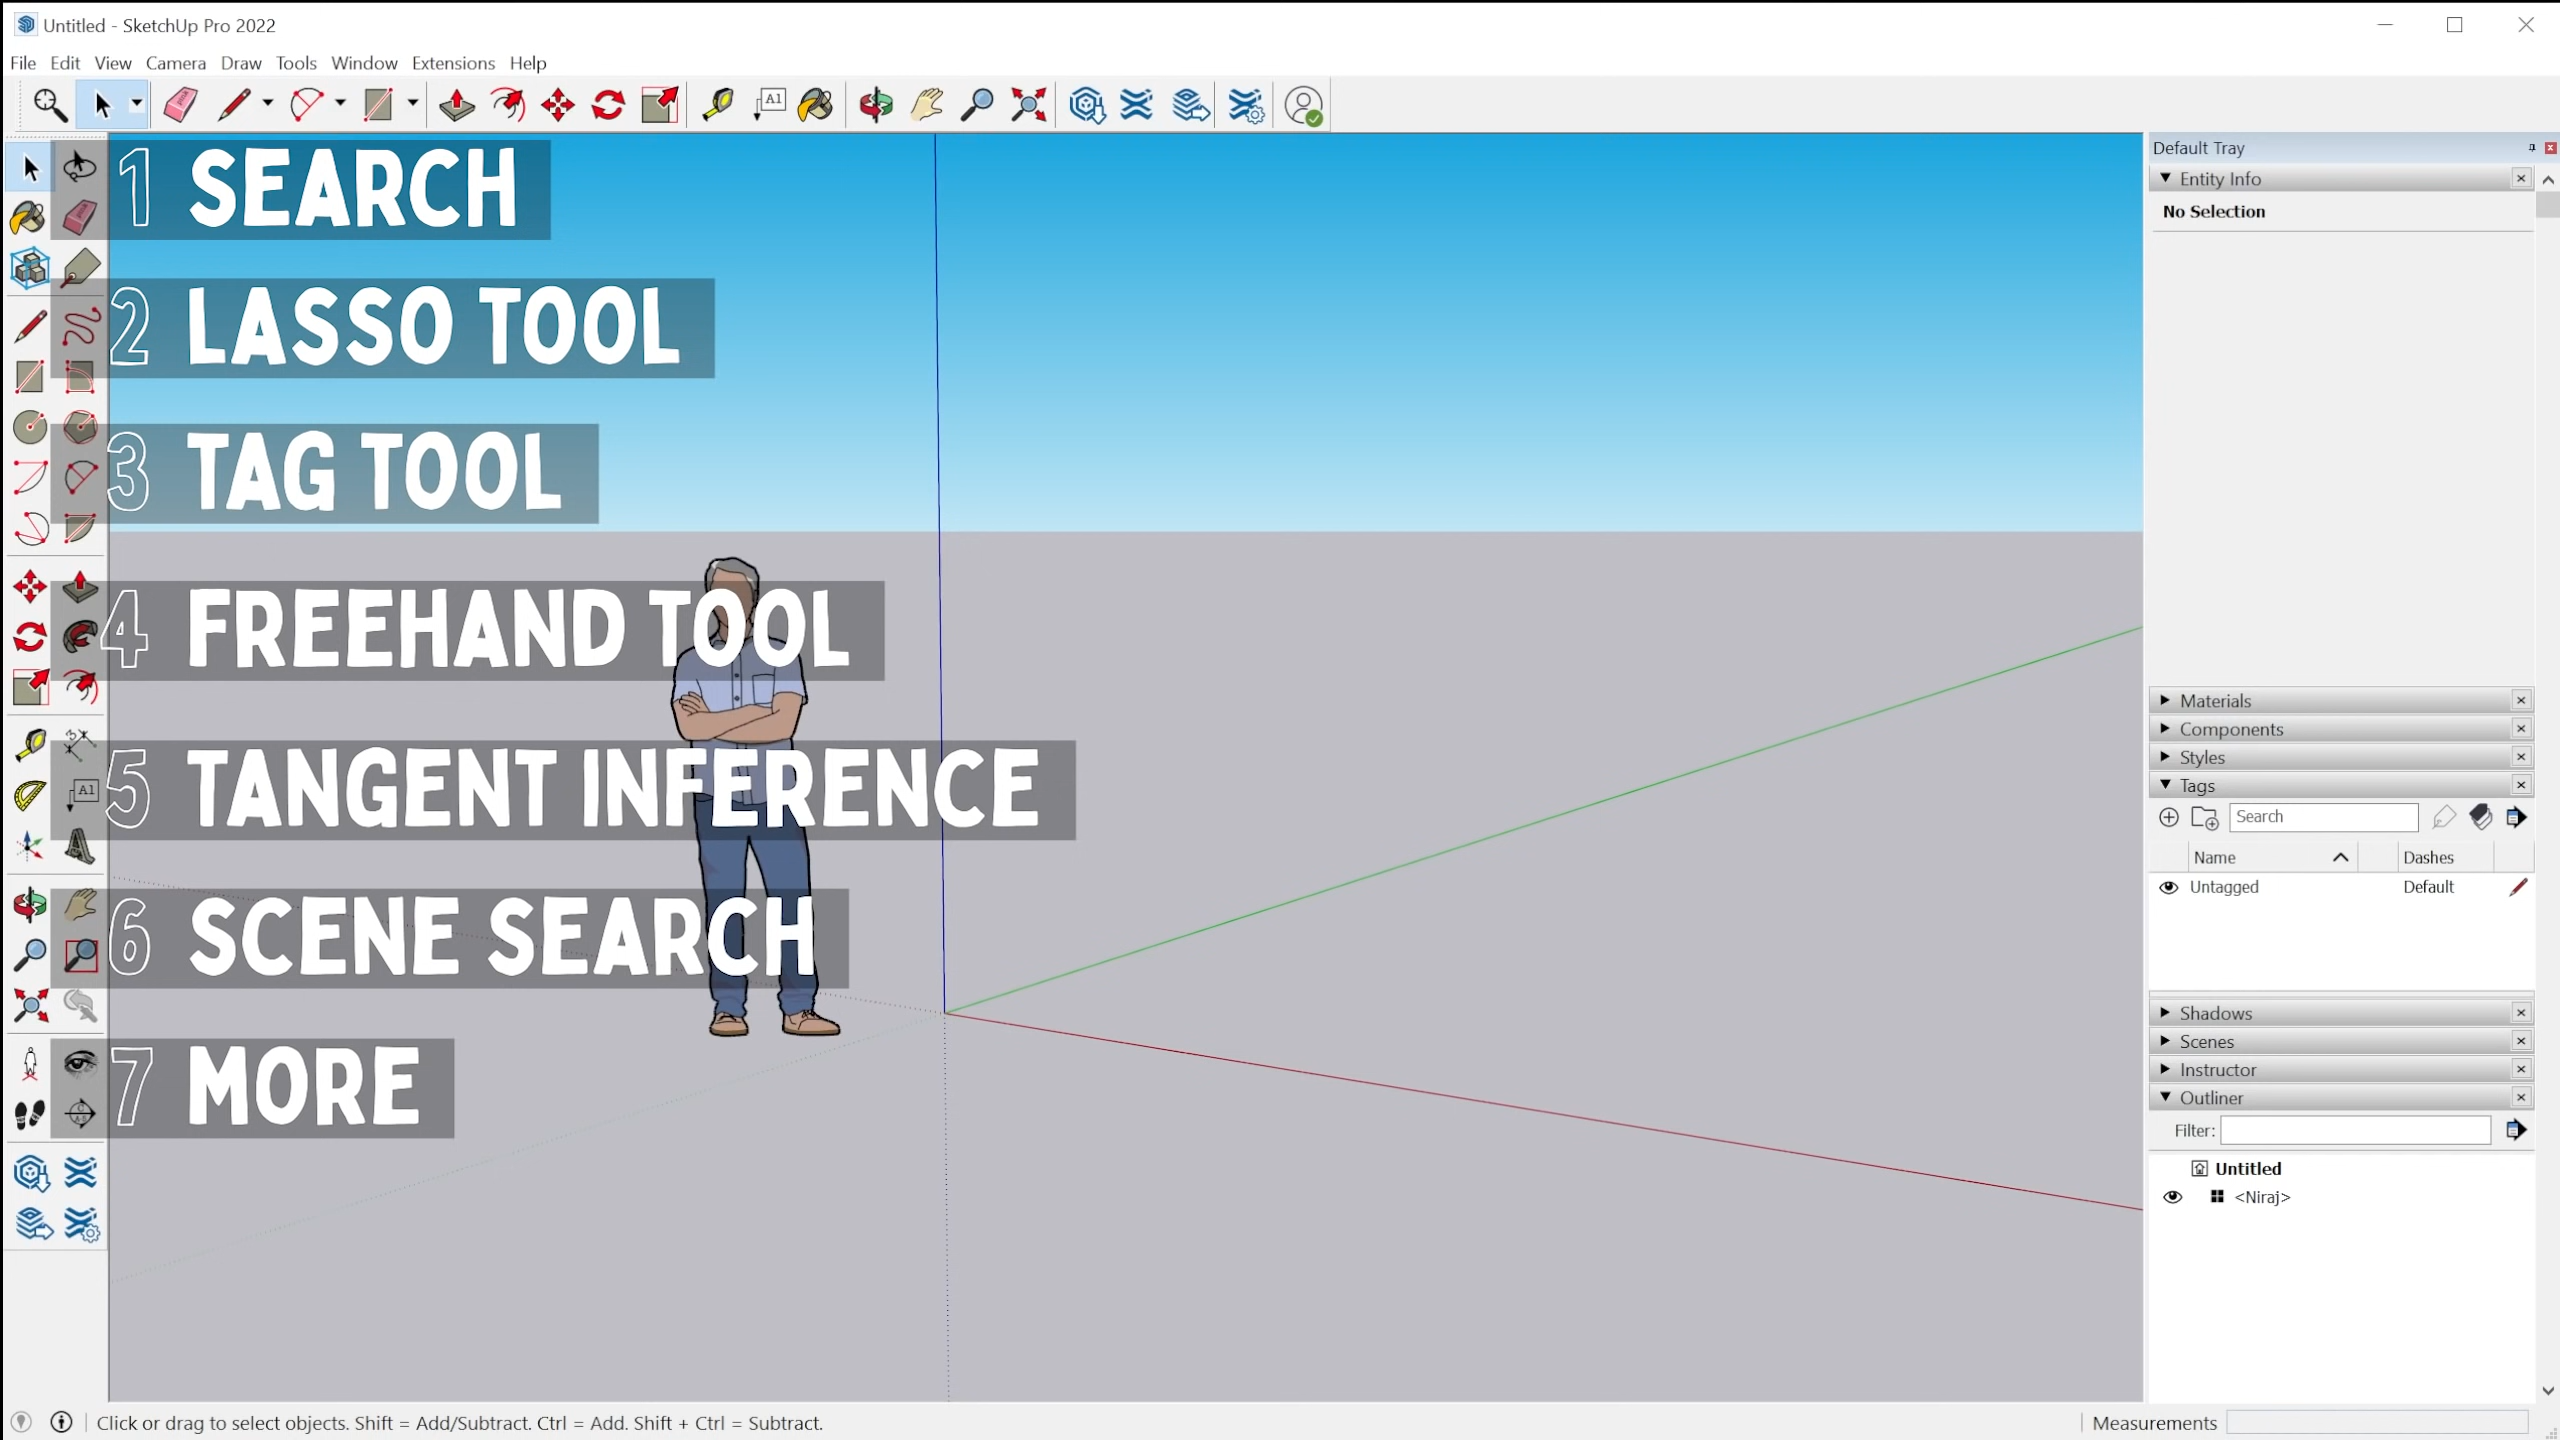 Untitled - SketchUp Pro 2022
File Edit View Camera Draw Tools Window Extensions Help
A1
1 SEARCH
2 LASSO TOOL
3 TAG TOOL
4 FREEHAND TOOL
5 TANGENT INFERENCE
A1
6 SCENE SEARCH
7 MORE
Default Tray
Entity Info
No Selection
Materials
Components
Styles
Tags
Search
Name Dashes
Untagged Default
Shadows
Scenes
Instructor
Outliner
Filter:
Untitled
<Niraj>
Click or drag to select objects. Shift = Add/Subtract. Ctrl = Add. Shift + Ctrl = Subtract.
Measurements